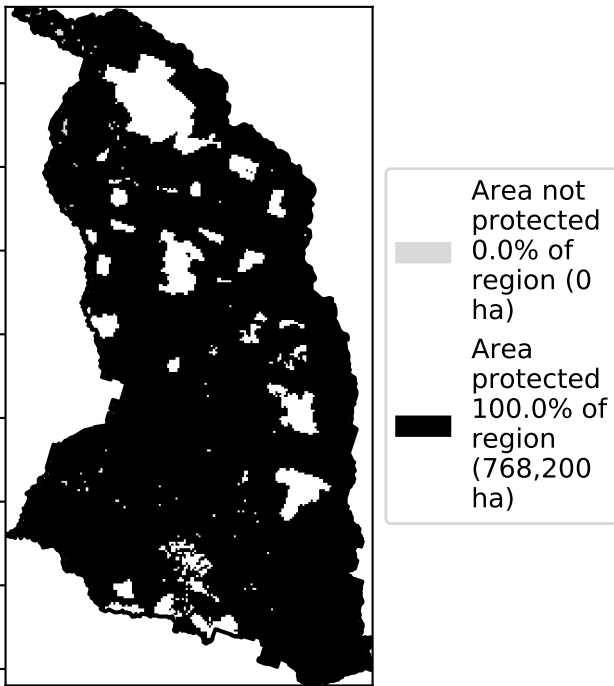 Area not
protected
0.0% of
region (0
ha)
Area
protected
100.0% of
region
(768,200
ha)